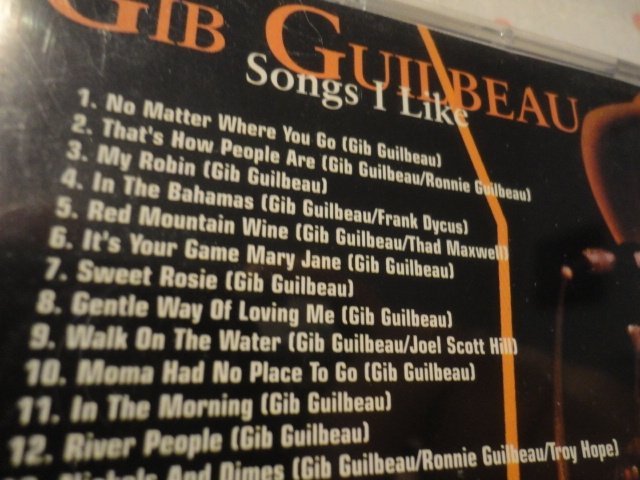 GIB GUILBEAU
Songs I Like
1. No Matter Where You Go (Gib Guilbeau)
2. That's How People Are (Gib Guilbeau/Ronnie Guilbeau)
3. My Robin (Gib Guilbeau)
4. In The Bahamas (Gib Guilbeau/Frank Dycus)
5. Red Mountain Wine (Gib Guilbeau/Thad Maxwell)
6. It's Your Game Mary Jane (Gib Guilbeau)
7. Sweet Rosie (Gib Guilbeau)
8. Gentle Way Of Loving Me (Gib Guilbeau)
9. Walk On The Water (Gib Guilbeau/Joel Scott Hill)
10. Moma Had No Place To Go (Gib Guilbeau)
11. In The Morning (Gib Guilbeau)
12. River People (Gib Guilbeau)
And Dimes (Gib Guilbeau/Ronnie Guilbeau/Troy Hope)